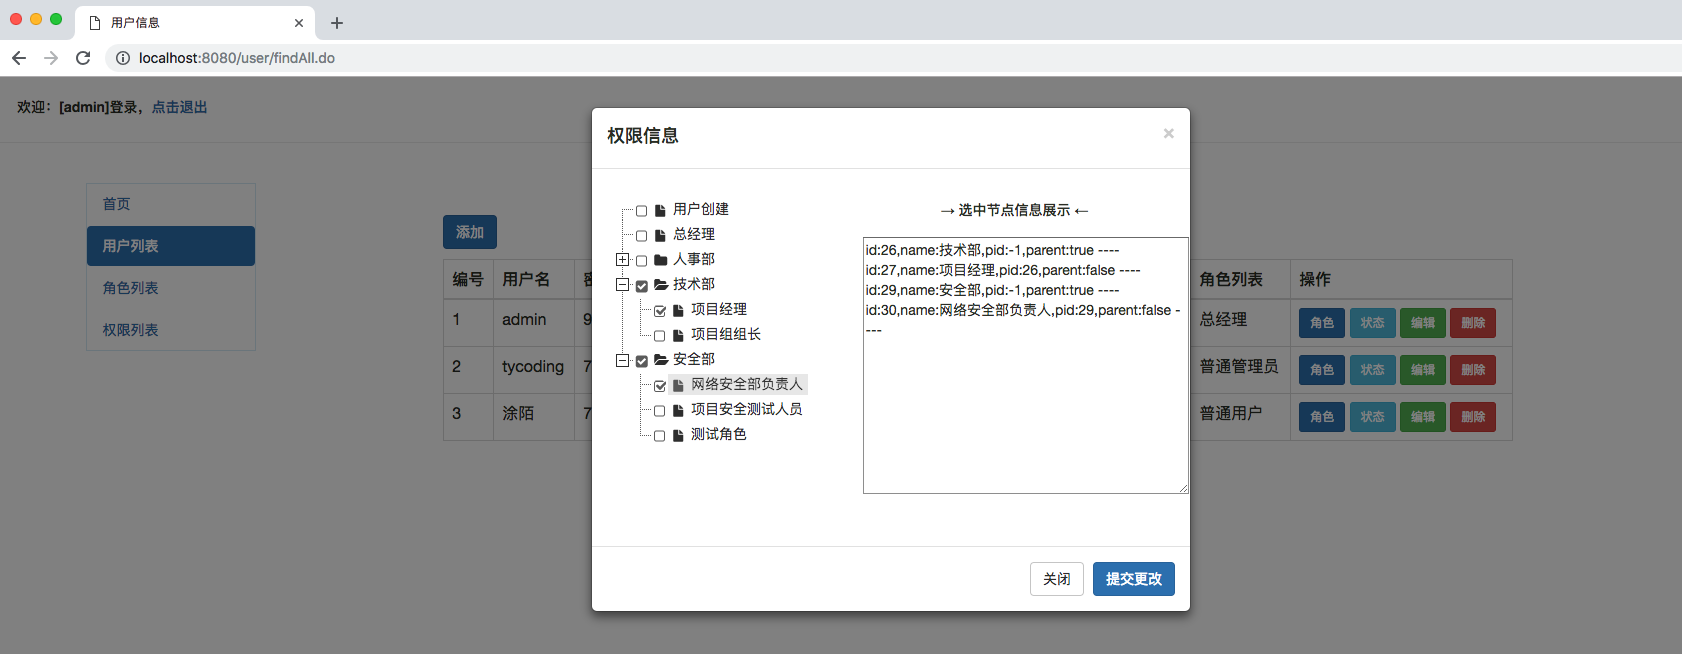 用户信息
localhost:8080/user/findAll.do
欢迎：[admin]登录，点击退出
首页
用户列表
角色列表
权限列表
添加
编号 用户名
1 admin 9
2 tycoding 7
3 涂陌 7
权限信息
用户创建
总经理
人事部
技术部
项目经理
项目组组长
安全部
网络安全部负责人
项目安全测试人员
测试角色
→ 选中节点信息展示 ←
id:26,name:技术部,pid:-1,parent:true ----
id:27,name:项目经理,pid:26,parent:false ----
id:29,name:安全部,pid:-1,parent:true ----
id:30,name:网络安全部负责人,pid:29,parent:false -
---
关闭 提交更改
角色列表 操作
总经理 角色 状态 编辑 删除
普通管理员 角色 状态 编辑 删除
普通用户 角色 状态 编辑 删除